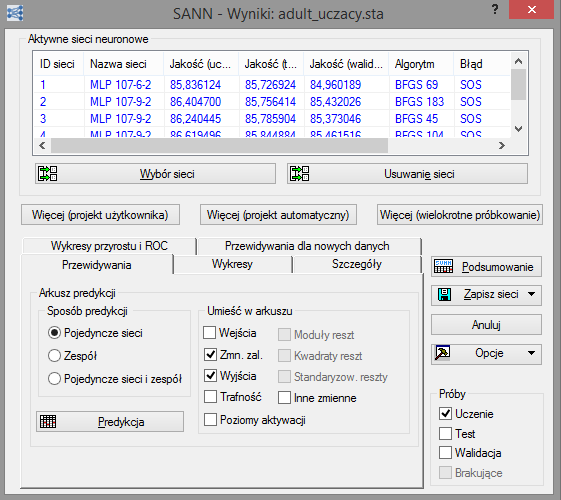 SANN - Wyniki: adult_uczacy.sta
?
Aktywne sieci neuronowe
ID sieci Nazwa sieci Jakość (uc... Jakość (t... Jakość (walid... Algorytm Błąd
1 MLP 107-6-2 85,836124 85,726924 84,960189 BFGS 69 SOS
2 MLP 107-9-2 86,404700 85,756414 85,432026 BFGS 183 SOS
3 MLP 107-9-2 86,240445 85,785904 85,373046 BFGS 45 SOS
4 MLP 107-9-2 86,619496 85,844884 85,461516 BFGS 104 SOS
Wybór sieci Usuwanie sieci
Więcej (projekt użytkownika) Więcej (projekt automatyczny) Więcej (wielokrotne próbkowanie)
Wykresy przyrostu i ROC Przewidywania dla nowych danych
Przewidywania Wykresy Szczegóły
Arkusz predykcji
Sposób predykcji
Pojedyncze sieci
Zespół
Pojedyncze sieci i zespół
Predykcja
Umieść w arkuszu
Wejścia Moduły reszt
Zmn. zal. Kwadraty reszt
Wyjścia Standaryzow. reszty
Trafność Inne zmienne
Poziomy aktywacji
SUMM Podsumowanie
Zapisz sieci
Anuluj
Opcje
Próby
Uczenie
Test
Walidacja
Brakujące